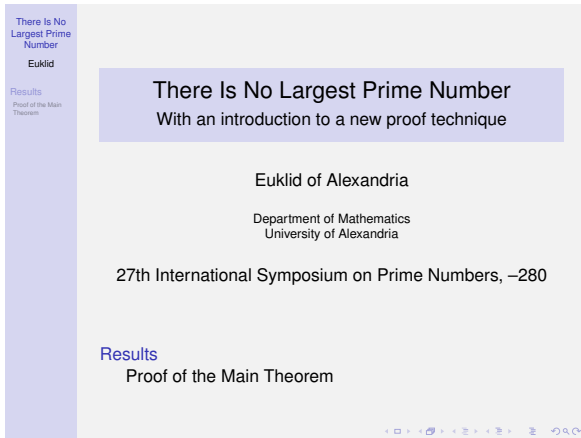 There Is No
Largest Prime
Number
Euklid
Results
Proof of the Main
Theorem
There Is No Largest Prime Number
With an introduction to a new proof technique
Euklid of Alexandria
Department of Mathematics
University of Alexandria
27th International Symposium on Prime Numbers, –280
Results
Proof of the Main Theorem